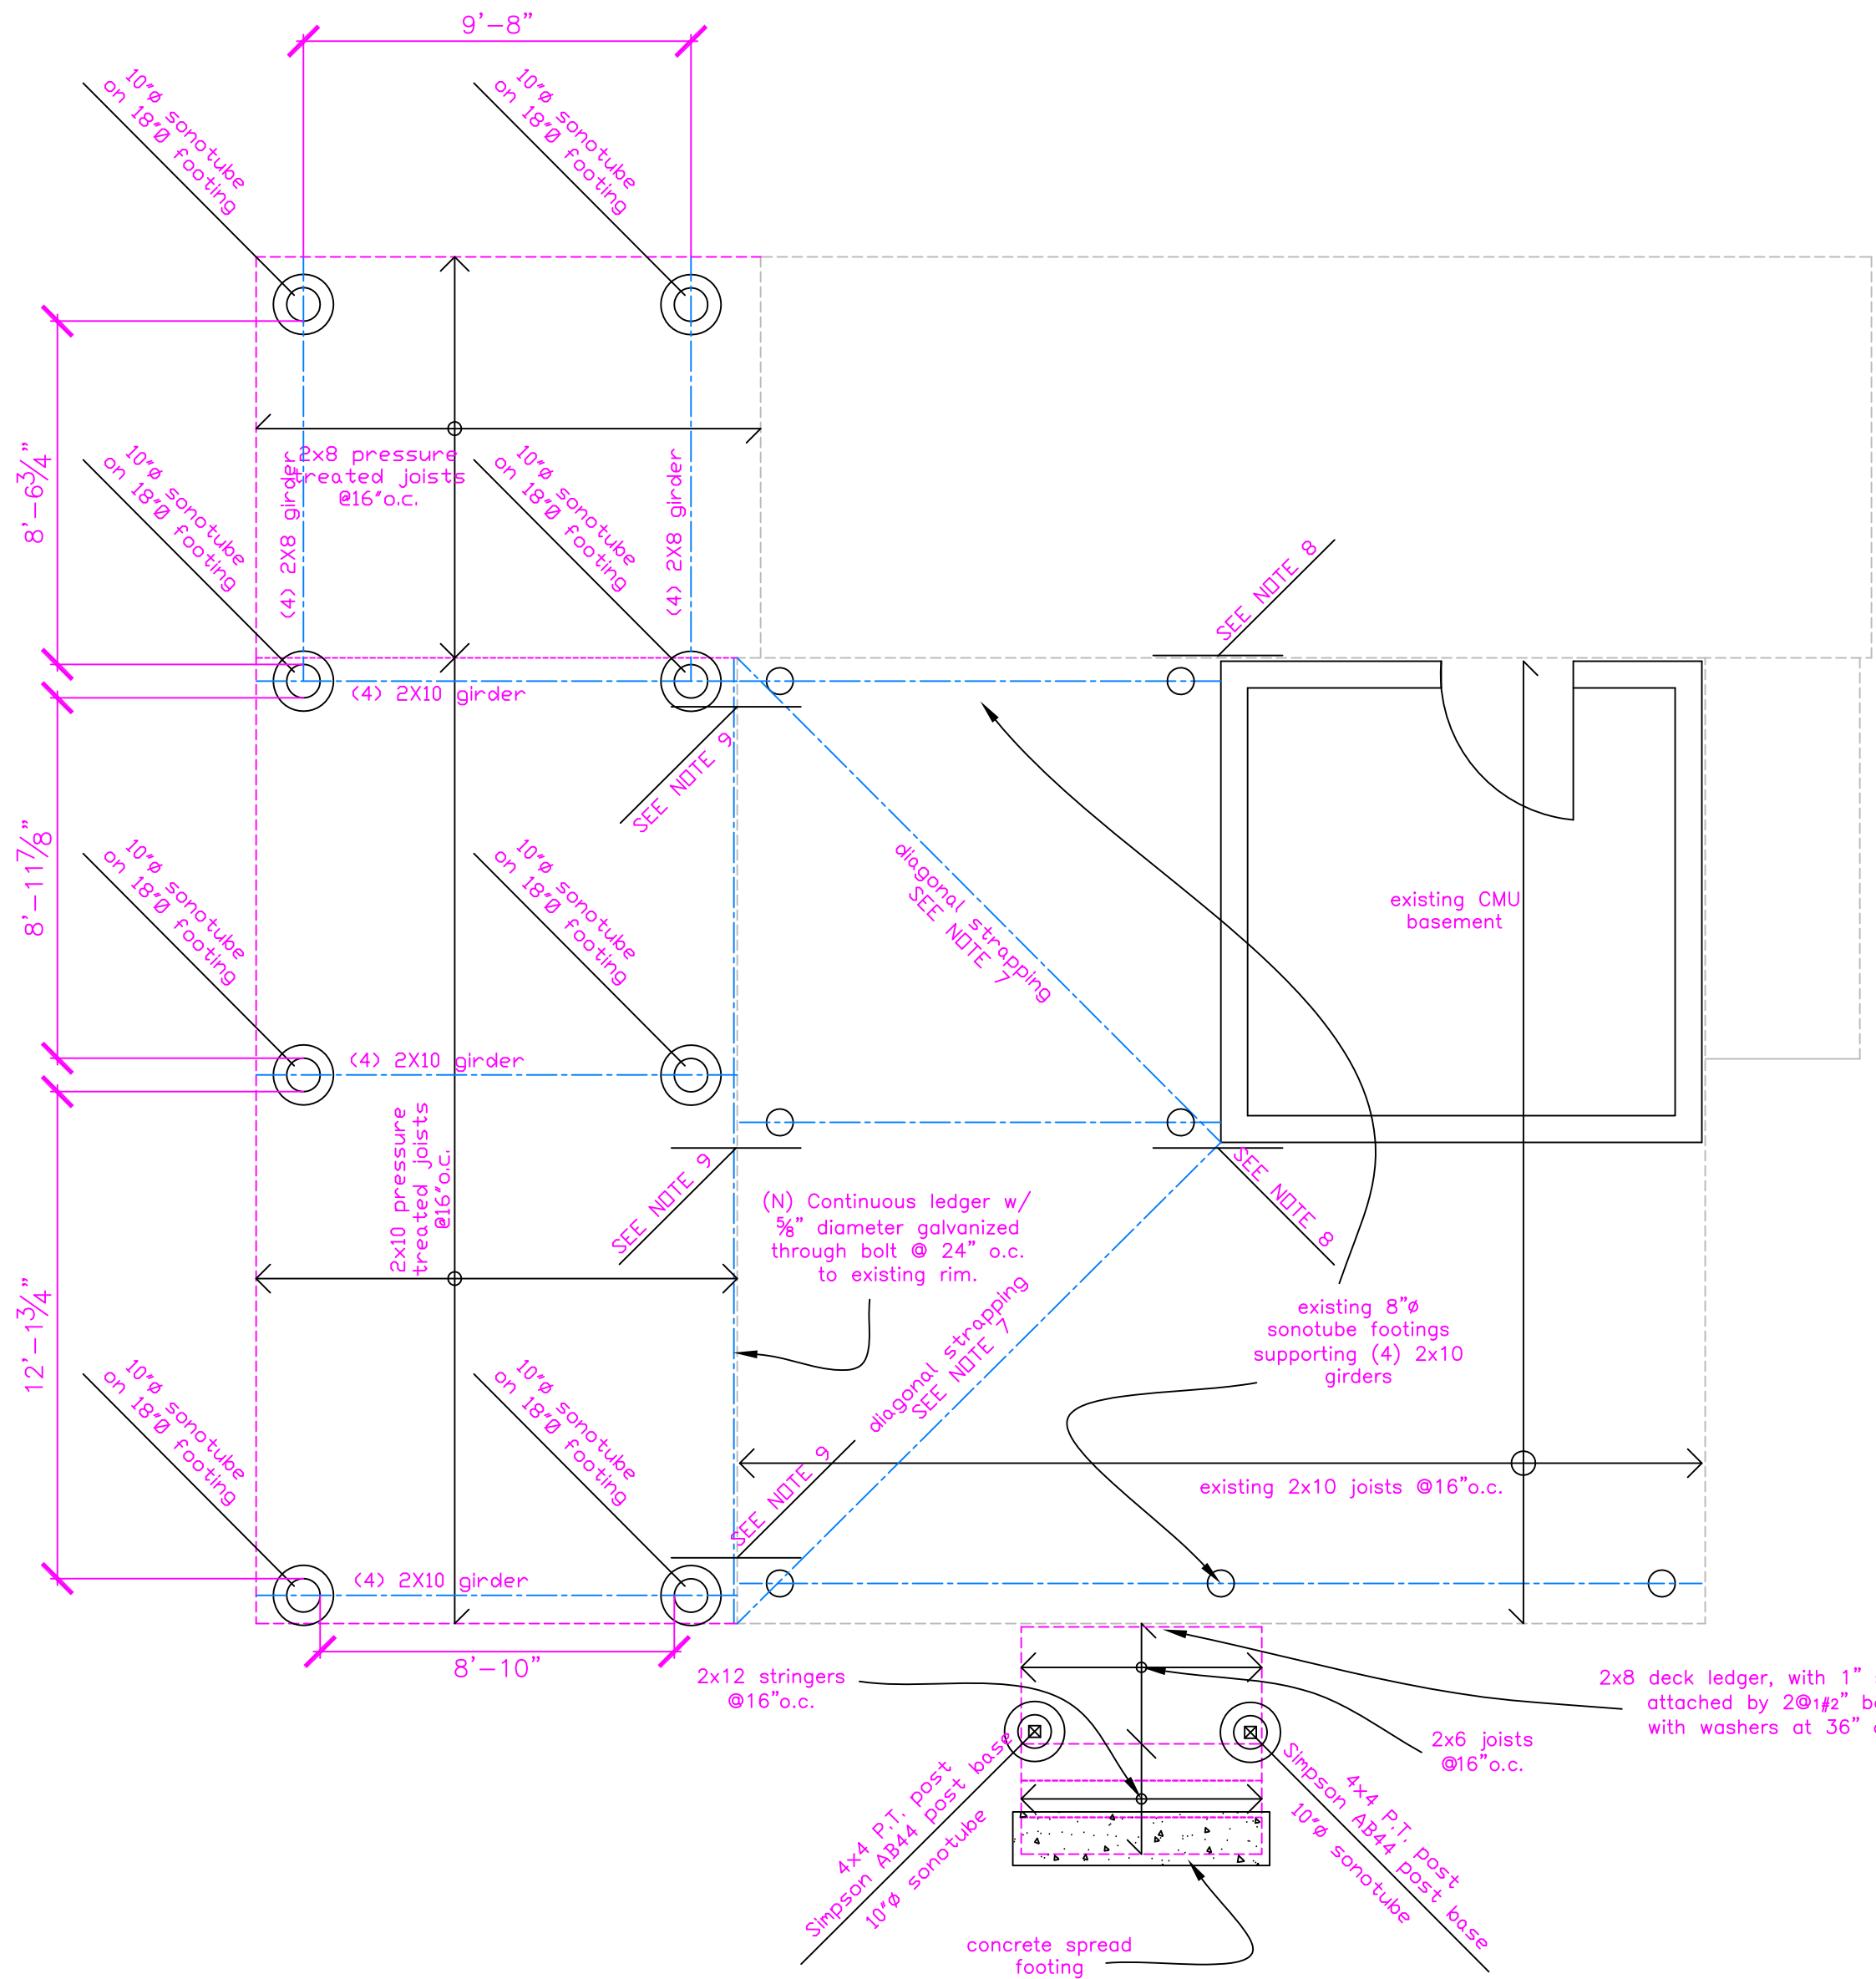 9'-8"
10"ø sonotube
on 18"Ø footing
10"ø sonotube
on 18"Ø footing
8'-6¾"
2x8 pressure
treated joists
@16"o.c.
(4) 2X8 girder
(4) 2X8 girder
10"ø sonotube
on 18"Ø footing
10"ø sonotube
on 18"Ø footing
SEE NOTE 8
(4) 2X10 girder
SEE NOTE 9
8'-11⅞"
10"ø sonotube
on 18"Ø footing
10"ø sonotube
on 18"Ø footing
diagonal strapping
SEE NOTE 7
existing CMU
basement
(4) 2X10 girder
2x10 pressure
treated joists
@16"o.c.
SEE NOTE 9
SEE NOTE 8
(N) Continuous ledger w/
⅝" diameter galvanized
through bolt @ 24" o.c.
to existing rim.
12'-1¾"
10"ø sonotube
on 18"Ø footing
10"ø sonotube
on 18"Ø footing
diagonal strapping
SEE NOTE 7
existing 8"ø
sonotube footings
supporting (4) 2x10
girders
SEE NOTE 9
existing 2x10 joists @16"o.c.
(4) 2X10 girder
8'-10"
2x12 stringers
@16"o.c.
2x8 deck ledger, with 1"
attached by 2@1#2"
with washers at 36"
2x6 joists
@16"o.c.
4x4 P.T. post
Simpson AB44 post base
10"ø sonotube
4x4 P.T. post
Simpson AB44 post base
10"ø sonotube
concrete spread
footing